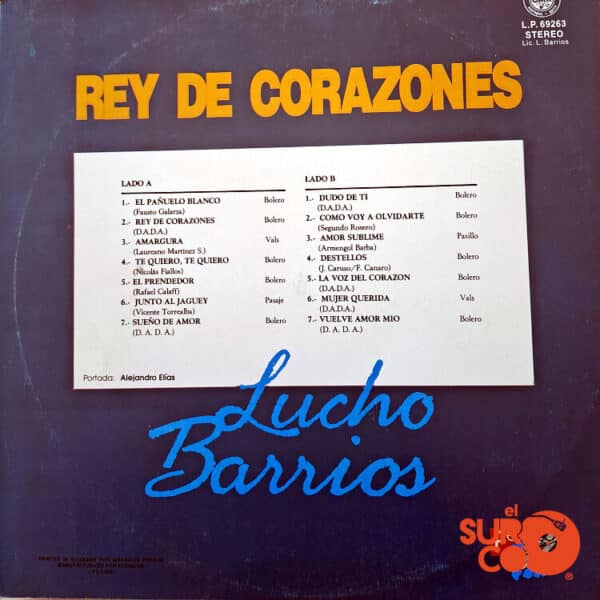 L.P. 69263
STEREO
Lic. L. Barrios
REY DE CORAZONES
LADO A
1.- EL PAÑUELO BLANCO Bolero
(Fausto Galarza)
2.- REY DE CORAZONES Bolero
(D.A.D.A.)
3.- AMARGURA Vals
(Laureano Martínez S.)
4.- TE QUIERO, TE QUIERO Bolero
(Nicolás Fiallos)
5.- EL PRENDEDOR Bolero
(Rafael Calaff)
6.- JUNTO AL JAGUEY Pasaje
(Vicente Torrealba)
7.- SUEÑO DE AMOR Bolero
(D. A. D. A.)
LADO B
1.- DUDO DE TI Bolero
(D.A.D.A.)
2.- COMO VOY A OLVIDARTE Bolero
(Segundo Rosero)
3.- AMOR SUBLIME Pasillo
(Armengol Barba)
4.- DESTELLOS Bolero
(J. Caruso/F. Canaro)
5.- LA VOZ DEL CORAZON Bolero
(D.A.D.A.)
6.- MUJER QUERIDA Vals
(D.A.D.A.)
7.- VUELVE AMOR MIO Bolero
(D. A. D. A.)
Portada: Alejandro Elías
Lucho
Barrios
el
SURCO